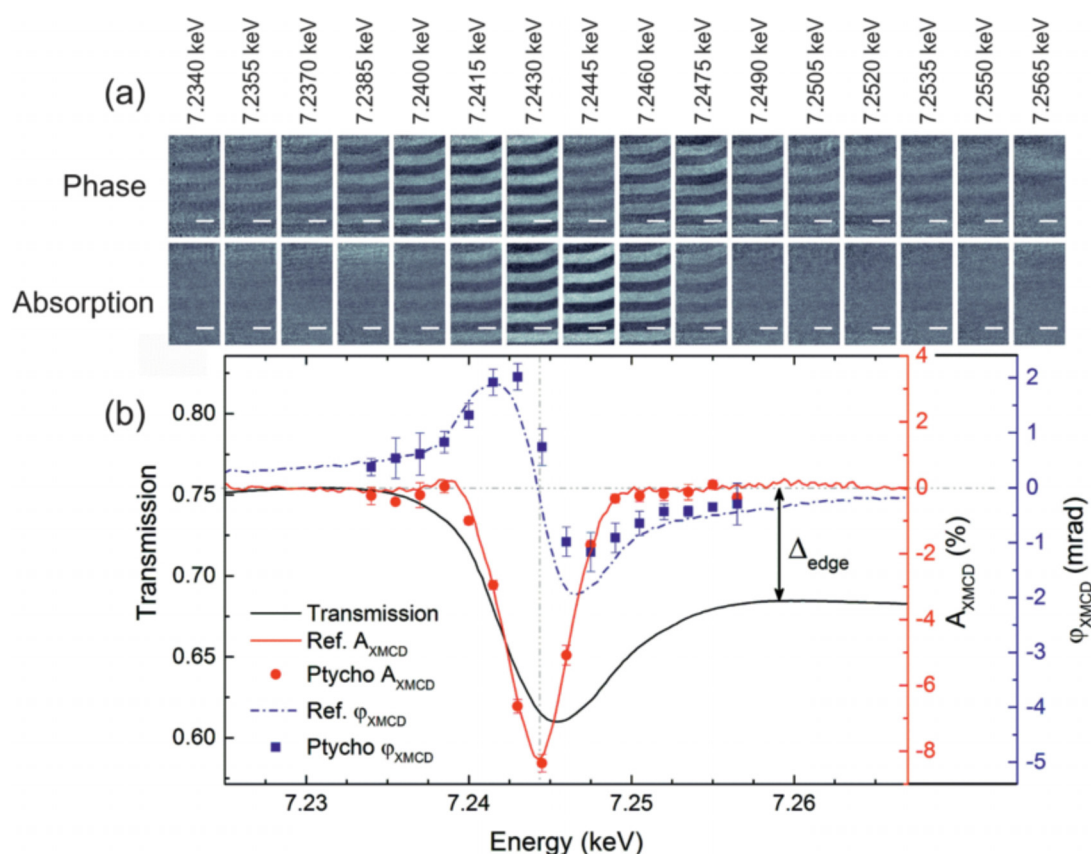 (a)
7.2340 keV
7.2355 keV
7.2370 keV
7.2385 keV
7.2400 keV
7.2415 keV
7.2430 keV
7.2445 keV
7.2460 keV
7.2475 keV
7.2490 keV
7.2505 keV
7.2520 keV
7.2535 keV
7.2550 keV
7.2565 keV
Phase
Absorption
(b)
Transmission
0.80
0.75
0.70
0.65
0.60
Transmission
Ref. A_XMCD
Ptycho A_XMCD
Ref. φ_XMCD
Ptycho φ_XMCD
Δ_edge
4
2
0
-2
-4
-6
-8
A_XMCD (%)
2
1
0
-1
-2
-3
-4
-5
φ_XMCD (mrad)
7.23
7.24
7.25
7.26
Energy (keV)